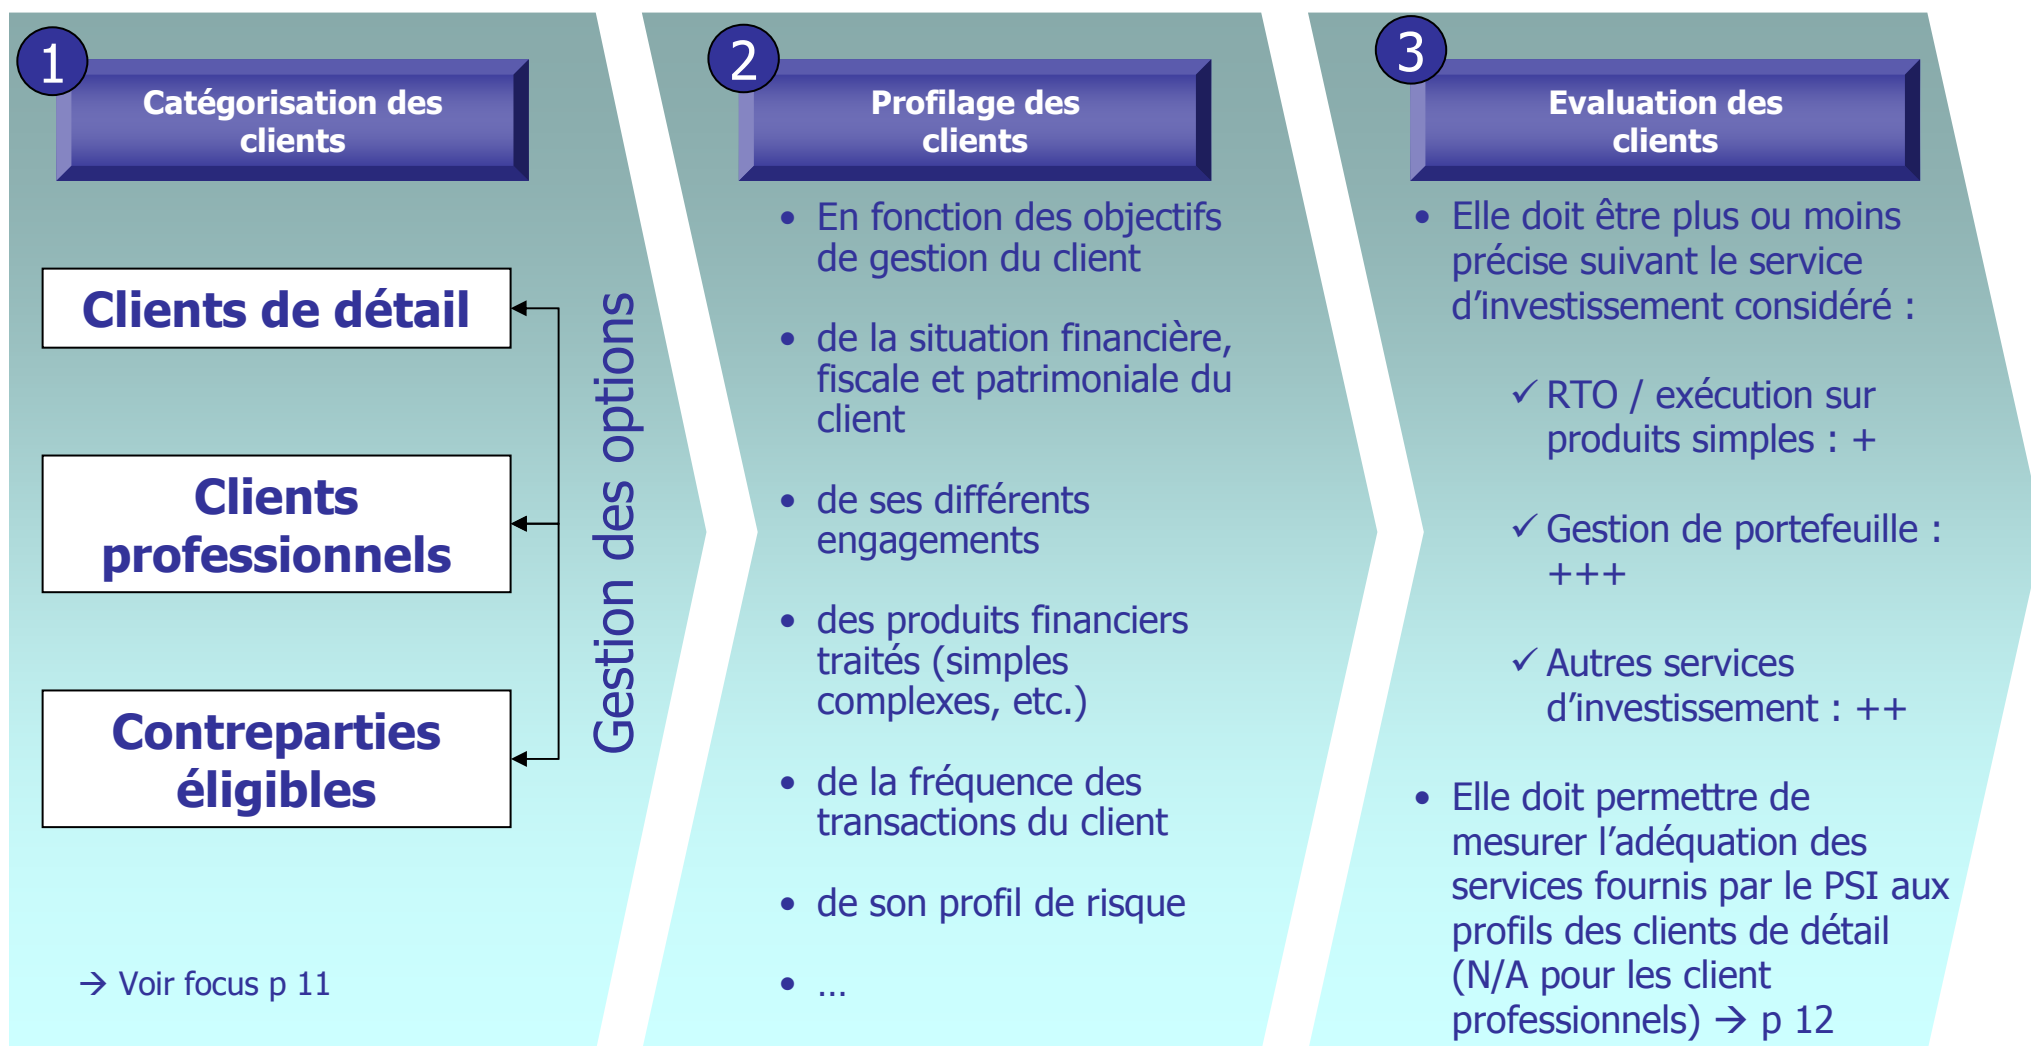 1
Catégorisation des
clients
Clients de détail
Clients
professionnels
Contreparties
éligibles
Gestion des options
→ Voir focus p 11
2
Profilage des
clients
• En fonction des objectifs
de gestion du client
• de la situation financière,
fiscale et patrimoniale du
client
• de ses différents
engagements
• des produits financiers
traités (simples
complexes, etc.)
• de la fréquence des
transactions du client
• de son profil de risque
• …
3
Evaluation des
clients
• Elle doit être plus ou moins
précise suivant le service
d’investissement considéré :
✓ RTO / exécution sur
produits simples : +
✓ Gestion de portefeuille :
+++
✓ Autres services
d’investissement : ++
• Elle doit permettre de
mesurer l’adéquation des
services fournis par le PSI aux
profils des clients de détail
(N/A pour les client
professionnels) → p 12